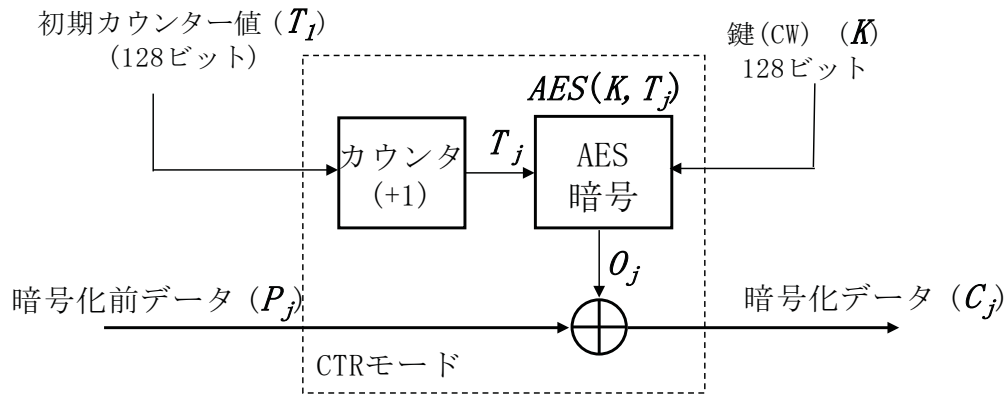 初期カウンター値(T₁)
(128ビット)
鍵(CW) (K)
128ビット
AES(K, Tⱼ)
カウンタ
(+1)
Tⱼ
AES
暗号
Oⱼ
暗号化前データ(Pⱼ)
暗号化データ(Cⱼ)
CTRモード